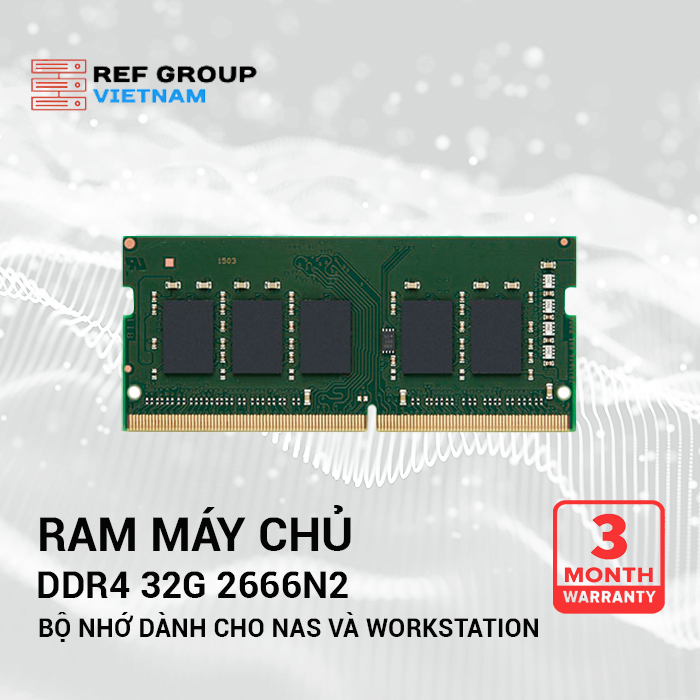 REF GROUP
VIETNAM
1503
RAM MÁY CHỦ
DDR4 32G 2666N2
BỘ NHỚ DÀNH CHO NAS VÀ WORKSTATION
3
MONTH
WARRANTY